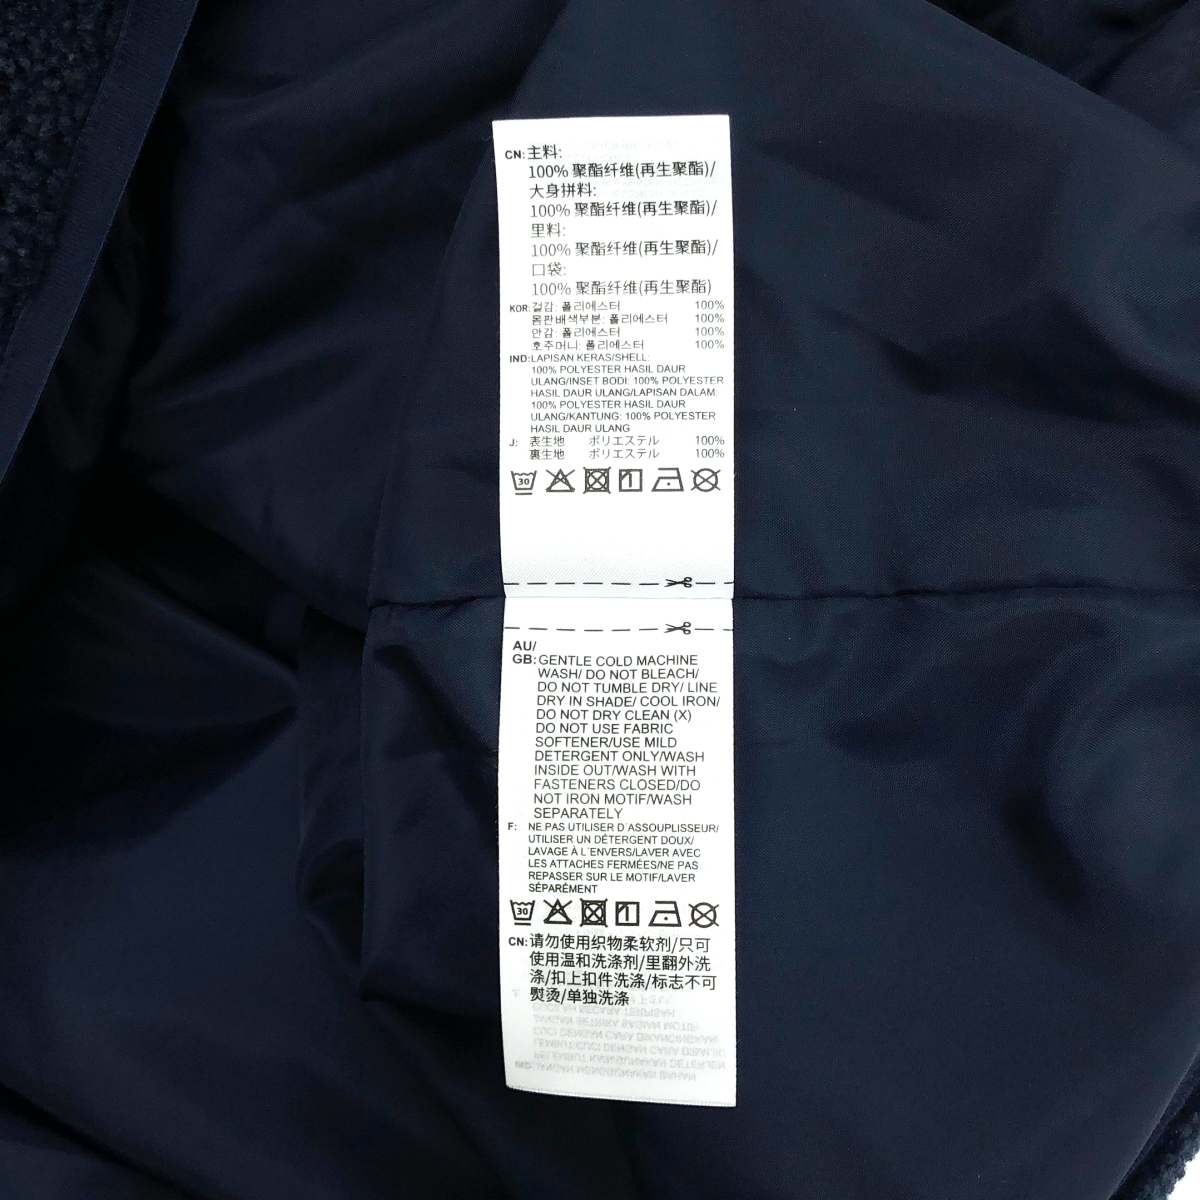 CN: 主料:
100% 聚酯纤维(再生聚酯)/
大身拼料:
100% 聚酯纤维(再生聚酯)/
里料:
100% 聚酯纤维(再生聚酯)/
口袋:
100% 聚酯纤维(再生聚酯)
KOR: 겉감: 폴리에스터 100%
몸판배색부분: 폴리에스터 100%
안감: 폴리에스터 100%
호주머니: 폴리에스터 100%
IND: LAPISAN KERAS/SHELL:
100% POLYESTER HASIL DAUR
ULANG/INSET BODI: 100% POLYESTER
HASIL DAUR ULANG/LAPISAN DALAM:
100% POLYESTER HASIL DAUR
ULANG/KANTUNG: 100% POLYESTER
HASIL DAUR ULANG
J: 表生地 ポリエステル 100%
裏生地 ポリエステル 100%
30
AU/
GB: GENTLE COLD MACHINE
WASH/ DO NOT BLEACH/
DO NOT TUMBLE DRY/ LINE
DRY IN SHADE/ COOL IRON/
DO NOT DRY CLEAN (X)
DO NOT USE FABRIC
SOFTENER/USE MILD
DETERGENT ONLY/WASH
INSIDE OUT/WASH WITH
FASTENERS CLOSED/DO
NOT IRON MOTIF/WASH
SEPARATELY
F: NE PAS UTILISER D'ASSOUPLISSEUR/
UTILISER UN DÉTERGENT DOUX/
LAVAGE À L'ENVERS/LAVER AVEC
LES ATTACHES FERMÉES/NE PAS
REPASSER SUR LE MOTIF/LAVER
SÉPARÉMENT
30
CN: 请勿使用织物柔软剂/只可
使用温和洗涤剂/里翻外洗
涤/扣上扣件洗涤/标志不可
熨烫/单独洗涤